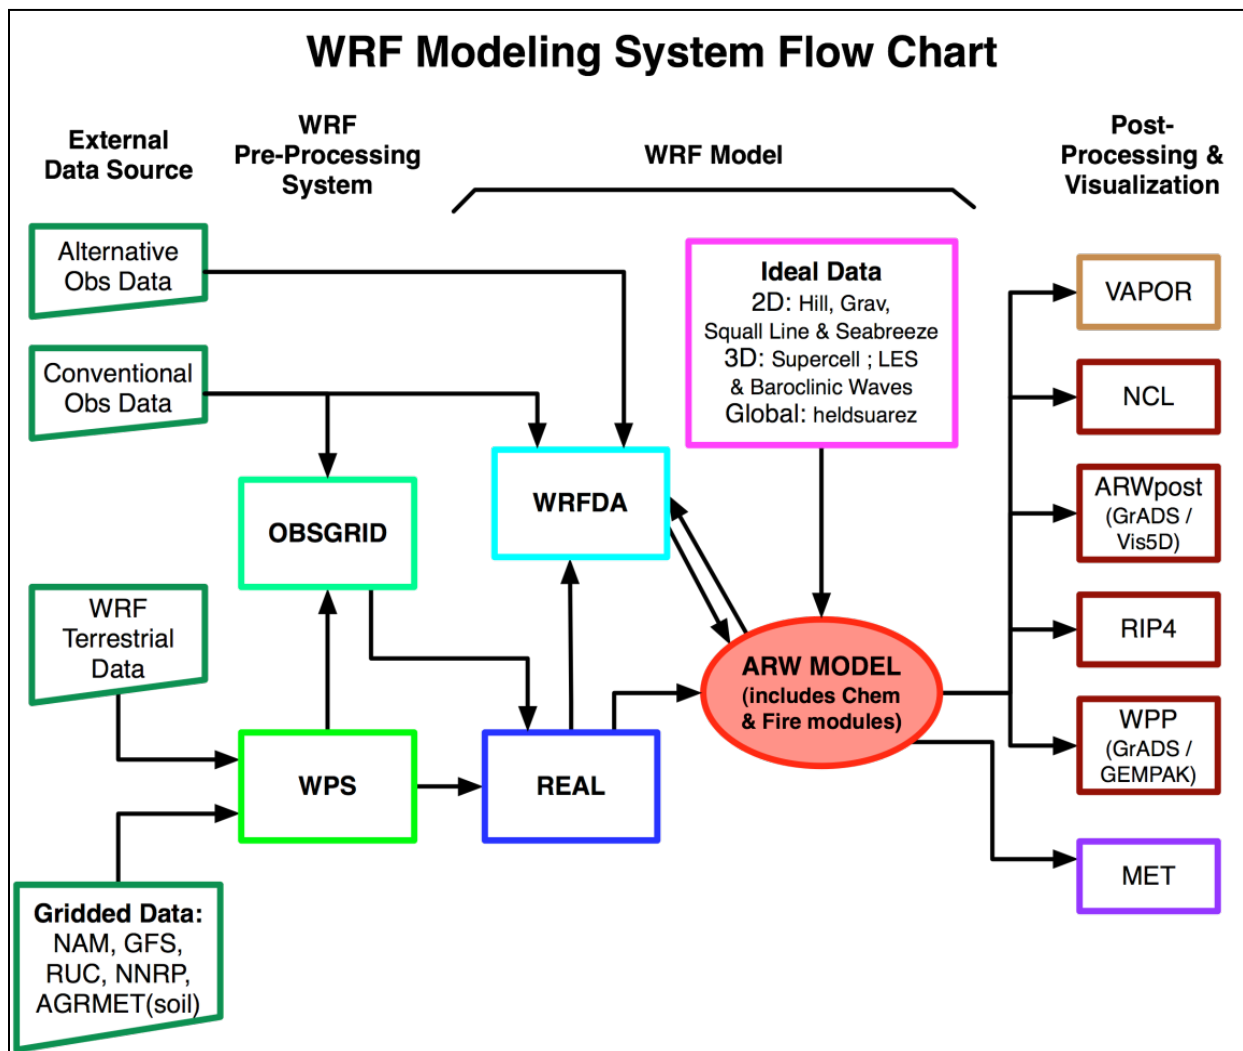 WRF Modeling System Flow Chart
External
Data Source
WRF
Pre-Processing
System
WRF Model
Post-
Processing &
Visualization
Alternative
Obs Data
Conventional
Obs Data
WRF
Terrestrial
Data
Gridded Data:
NAM, GFS,
RUC, NNRP,
AGRMET(soil)
OBSGRID
WPS
WRFDA
REAL
Ideal Data
2D: Hill, Grav,
Squall Line & Seabreeze
3D: Supercell ; LES
& Baroclinic Waves
Global: heldsuarez
ARW MODEL
(includes Chem
& Fire modules)
VAPOR
NCL
ARWpost
(GrADS /
Vis5D)
RIP4
WPP
(GrADS /
GEMPAK)
MET